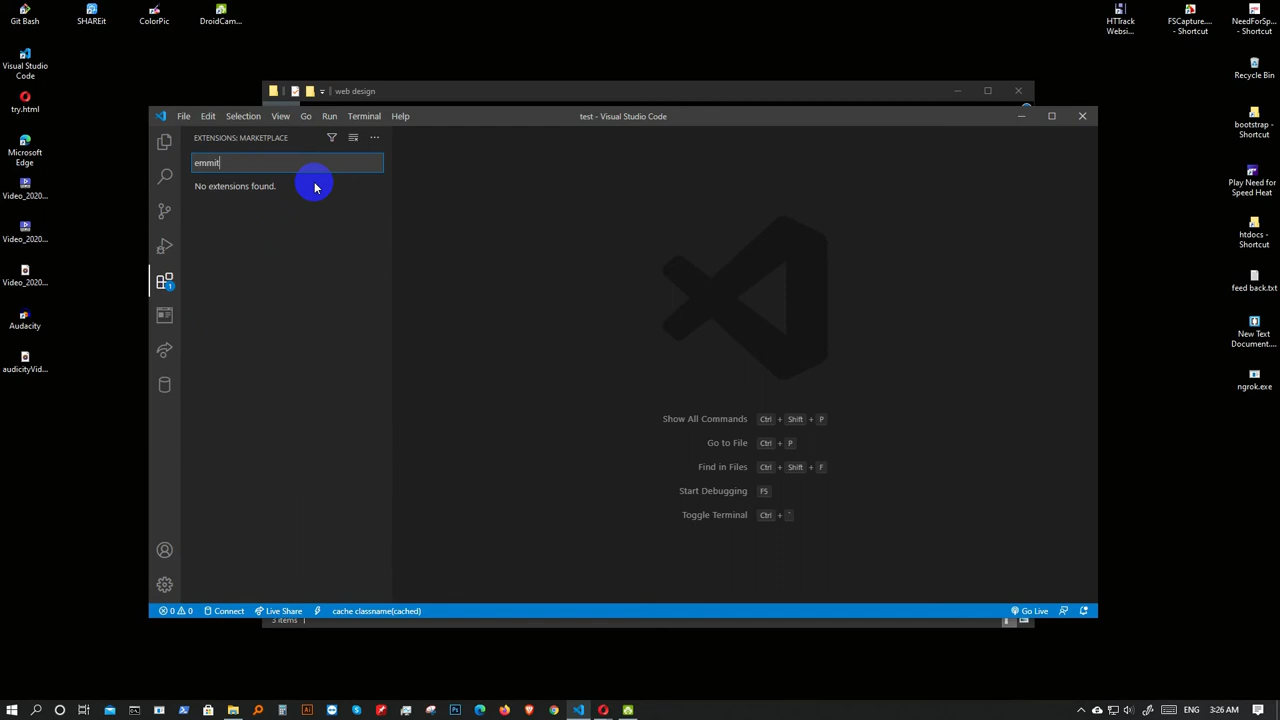 Git Bash
SHAREit
ColorPic
DroidCam...
HTTrack
Websi...
FSCapture....
- Shortcut
NeedForSp...
- Shortcut
Visual Studio
Code
Recycle Bin
try.html
web design
File Edit Selection View Go Run Terminal Help
test - Visual Studio Code
bootstrap -
Shortcut
EXTENSIONS: MARKETPLACE
Microsoft
Edge
emmit
No extensions found.
Play Need for
Speed Heat
Video_2020...
Video_2020...
htdocs -
Shortcut
Video_2020...
1
feed back.txt
Audacity
New Text
Document....
audicityVid...
ngrok.exe
Show All Commands Ctrl + Shift + P
Go to File Ctrl + P
Find in Files Ctrl + Shift + F
Start Debugging F5
Toggle Terminal Ctrl + `
0 0 Connect Live Share cache classname(cached) Go Live
3 items
ENG 3:26 AM